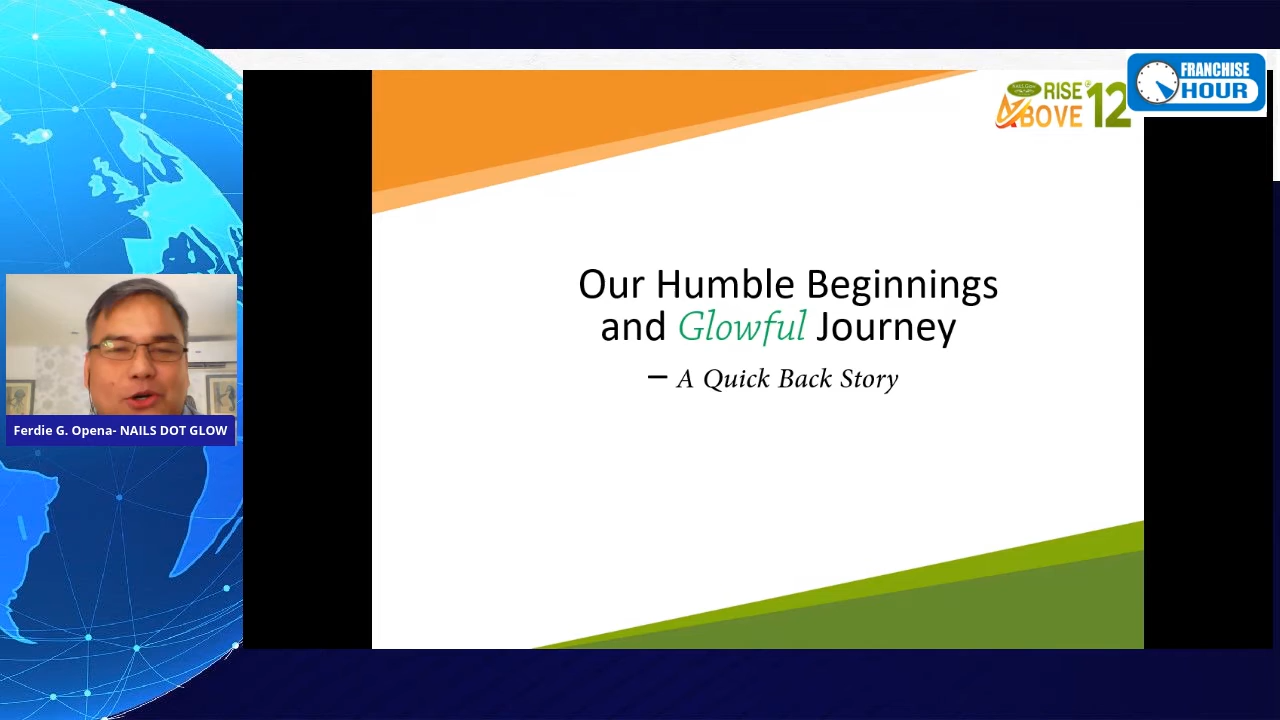 FRANCHISE
HOUR
RISE @ 12
ABOVE
Our Humble Beginnings
and Glowful Journey
– A Quick Back Story
Ferdie G. Opena- NAILS DOT GLOW